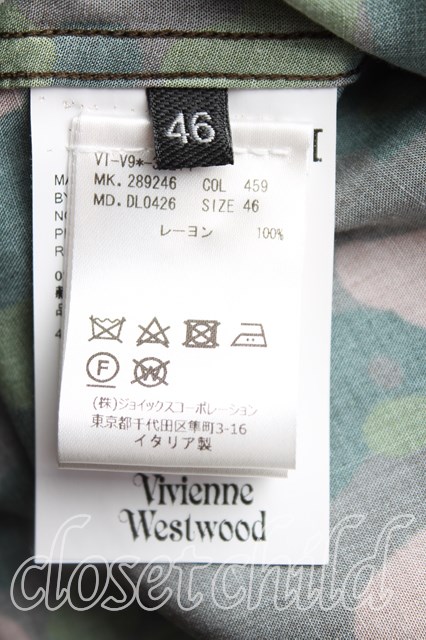 46
VI-V9*-
MK. 289246 COL 459
MD. DL0426 SIZE 46
レーヨン 100%
F
W
(株)ジョイックスコーポレーション
東京都千代田区隼町3-16
イタリア製
Vivienne
Westwood
closet child